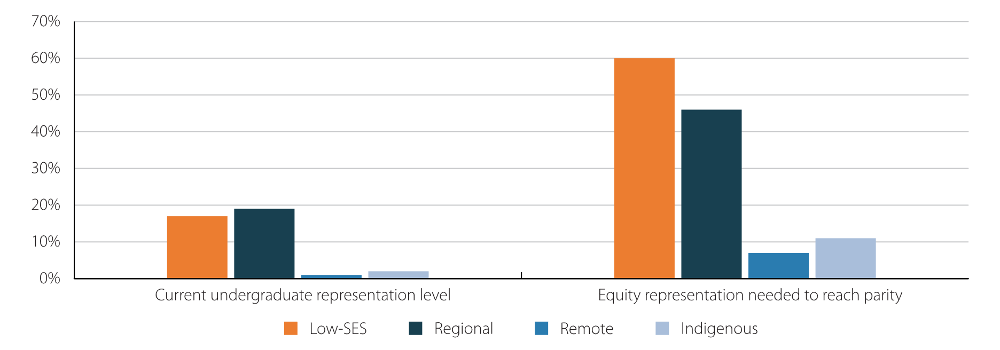 70%
60%
50%
40%
30%
20%
10%
0%
Current undergraduate representation level
Equity representation needed to reach parity
Low-SES
Regional
Remote
Indigenous